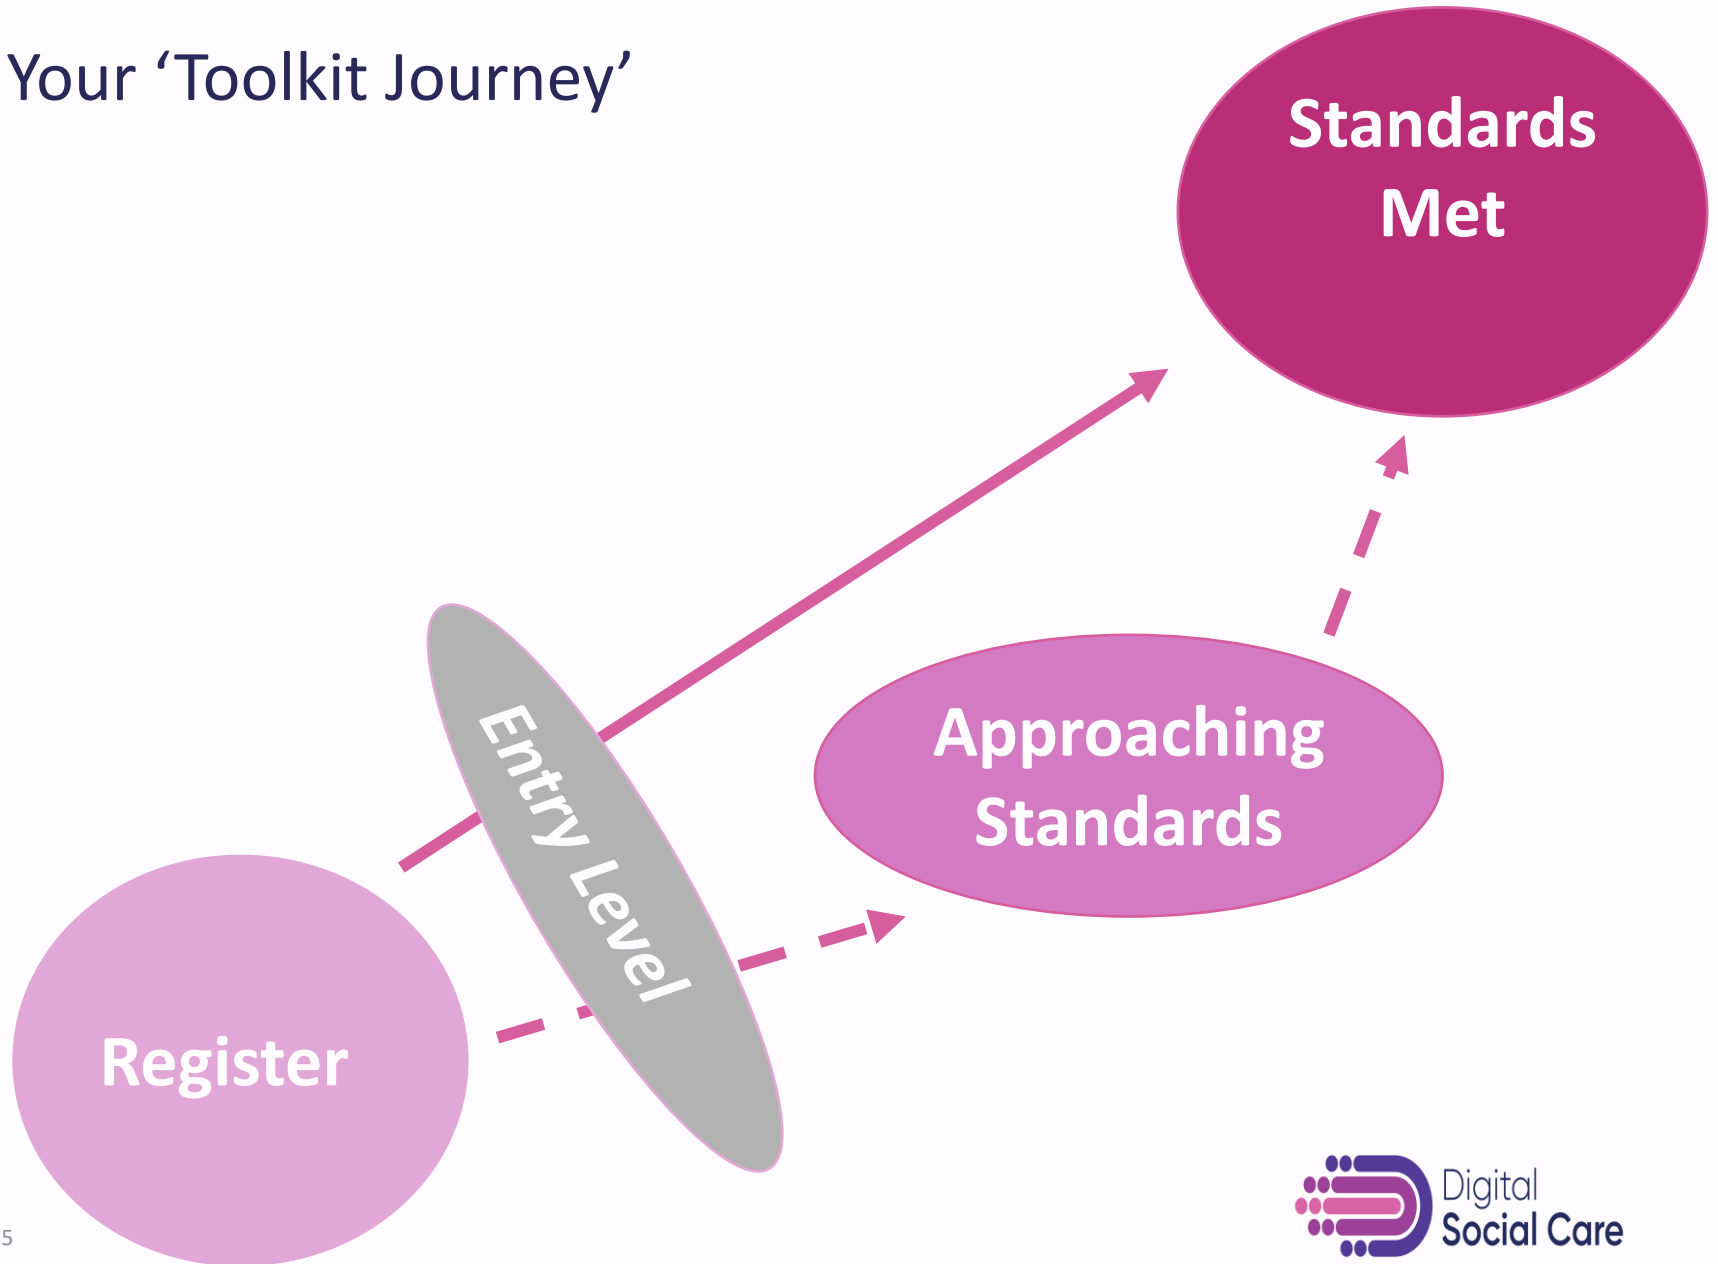 Your ‘Toolkit Journey’
Standards
Met
Entry Level
Approaching
Standards
Register
5
Digital
Social Care